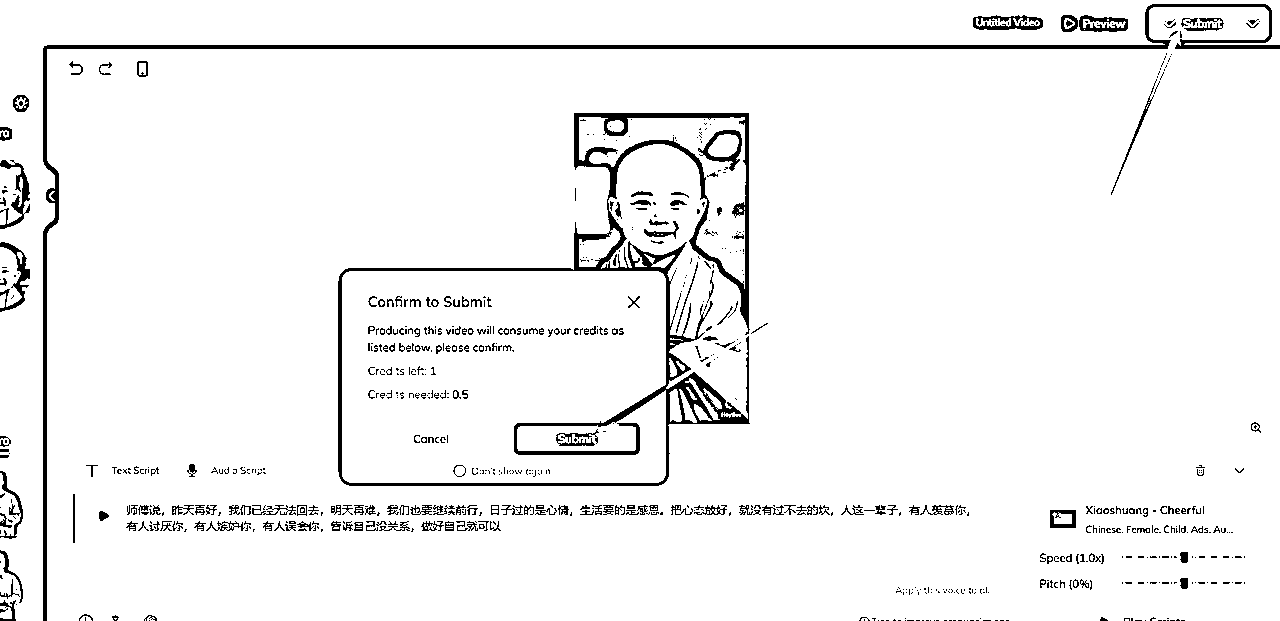 Untitled Video
Preview
Submit
Confirm to Submit
Producing this video will consume your credits as
listed below, please confirm.
Credits left: 1
Credits needed: 0.5
Cancel
Submit
Don't show again
Text Script
Audio Script
师傅说，昨天再好，我们已经无法回去，明天再难，我们也要继续前行，日子过的是心情，生活要的是感恩。把心态放好，就没有过不去的坎，人这一辈子，有人羡慕你，
有人讨厌你，有人嫉妒你，有人误会你，告诉自己没关系，做好自己就可以
Xiaoshuang - Cheerful
Chinese, Female, Child, Ads, Au...
Speed (1.0x)
Pitch (0%)
Apply this voice to all